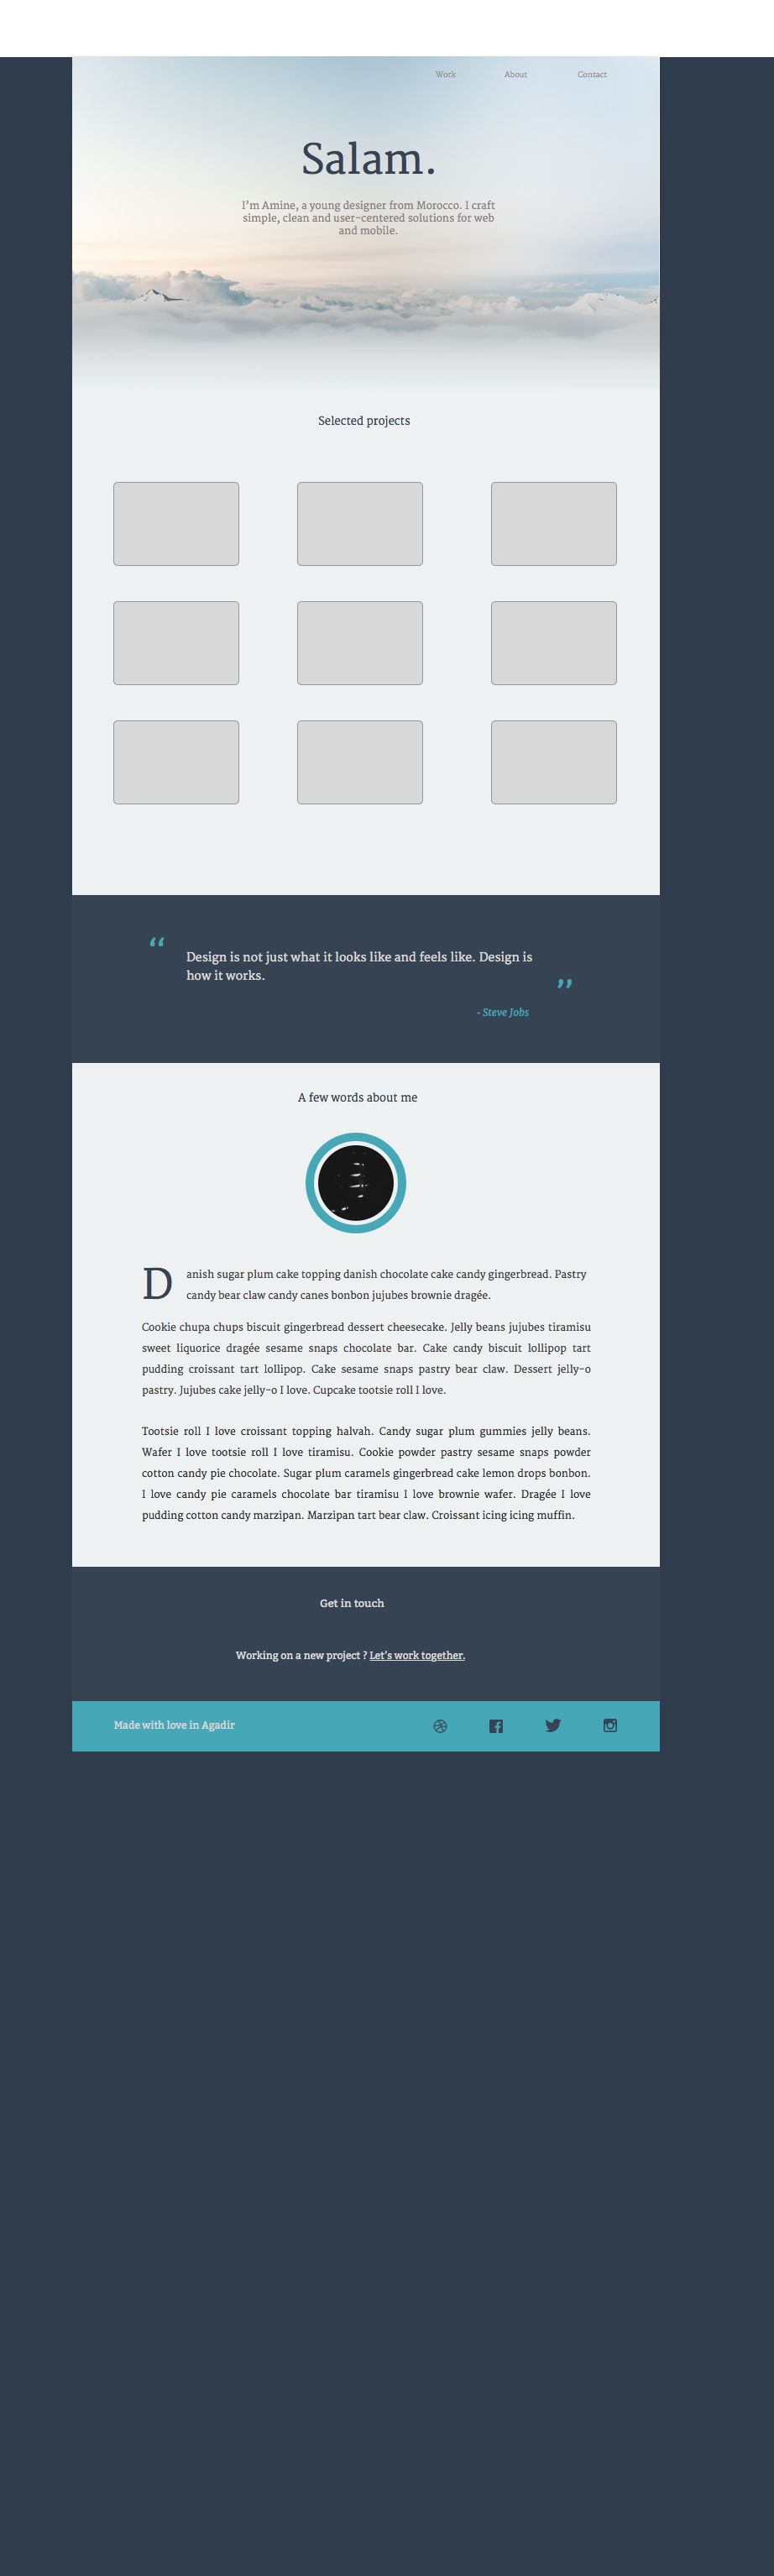 Work About Contact
Salam.
I'm Amine, a young designer from Morocco. I craft
simple, clean and user-centered solutions for web
and mobile.
Selected projects
“
Design is not just what it looks like and feels like. Design is
how it works.
”
- Steve Jobs
A few words about me
D anish sugar plum cake topping danish chocolate cake candy gingerbread. Pastry
candy bear claw candy canes bonbon jujubes brownie dragée.
Cookie chupa chups biscuit gingerbread dessert cheesecake. Jelly beans jujubes tiramisu
sweet liquorice dragée sesame snaps chocolate bar. Cake candy biscuit lollipop tart
pudding croissant tart lollipop. Cake sesame snaps pastry bear claw. Dessert jelly-o
pastry. Jujubes cake jelly-o I love. Cupcake tootsie roll I love.
Tootsie roll I love croissant topping halvah. Candy sugar plum gummies jelly beans.
Wafer I love tootsie roll I love tiramisu. Cookie powder pastry sesame snaps powder
cotton candy pie chocolate. Sugar plum caramels gingerbread cake lemon drops bonbon.
I love candy pie caramels chocolate bar tiramisu I love brownie wafer. Dragée I love
pudding cotton candy marzipan. Marzipan tart bear claw. Croissant icing icing muffin.
Get in touch
Working on a new project ? Let's work together.
Made with love in Agadir